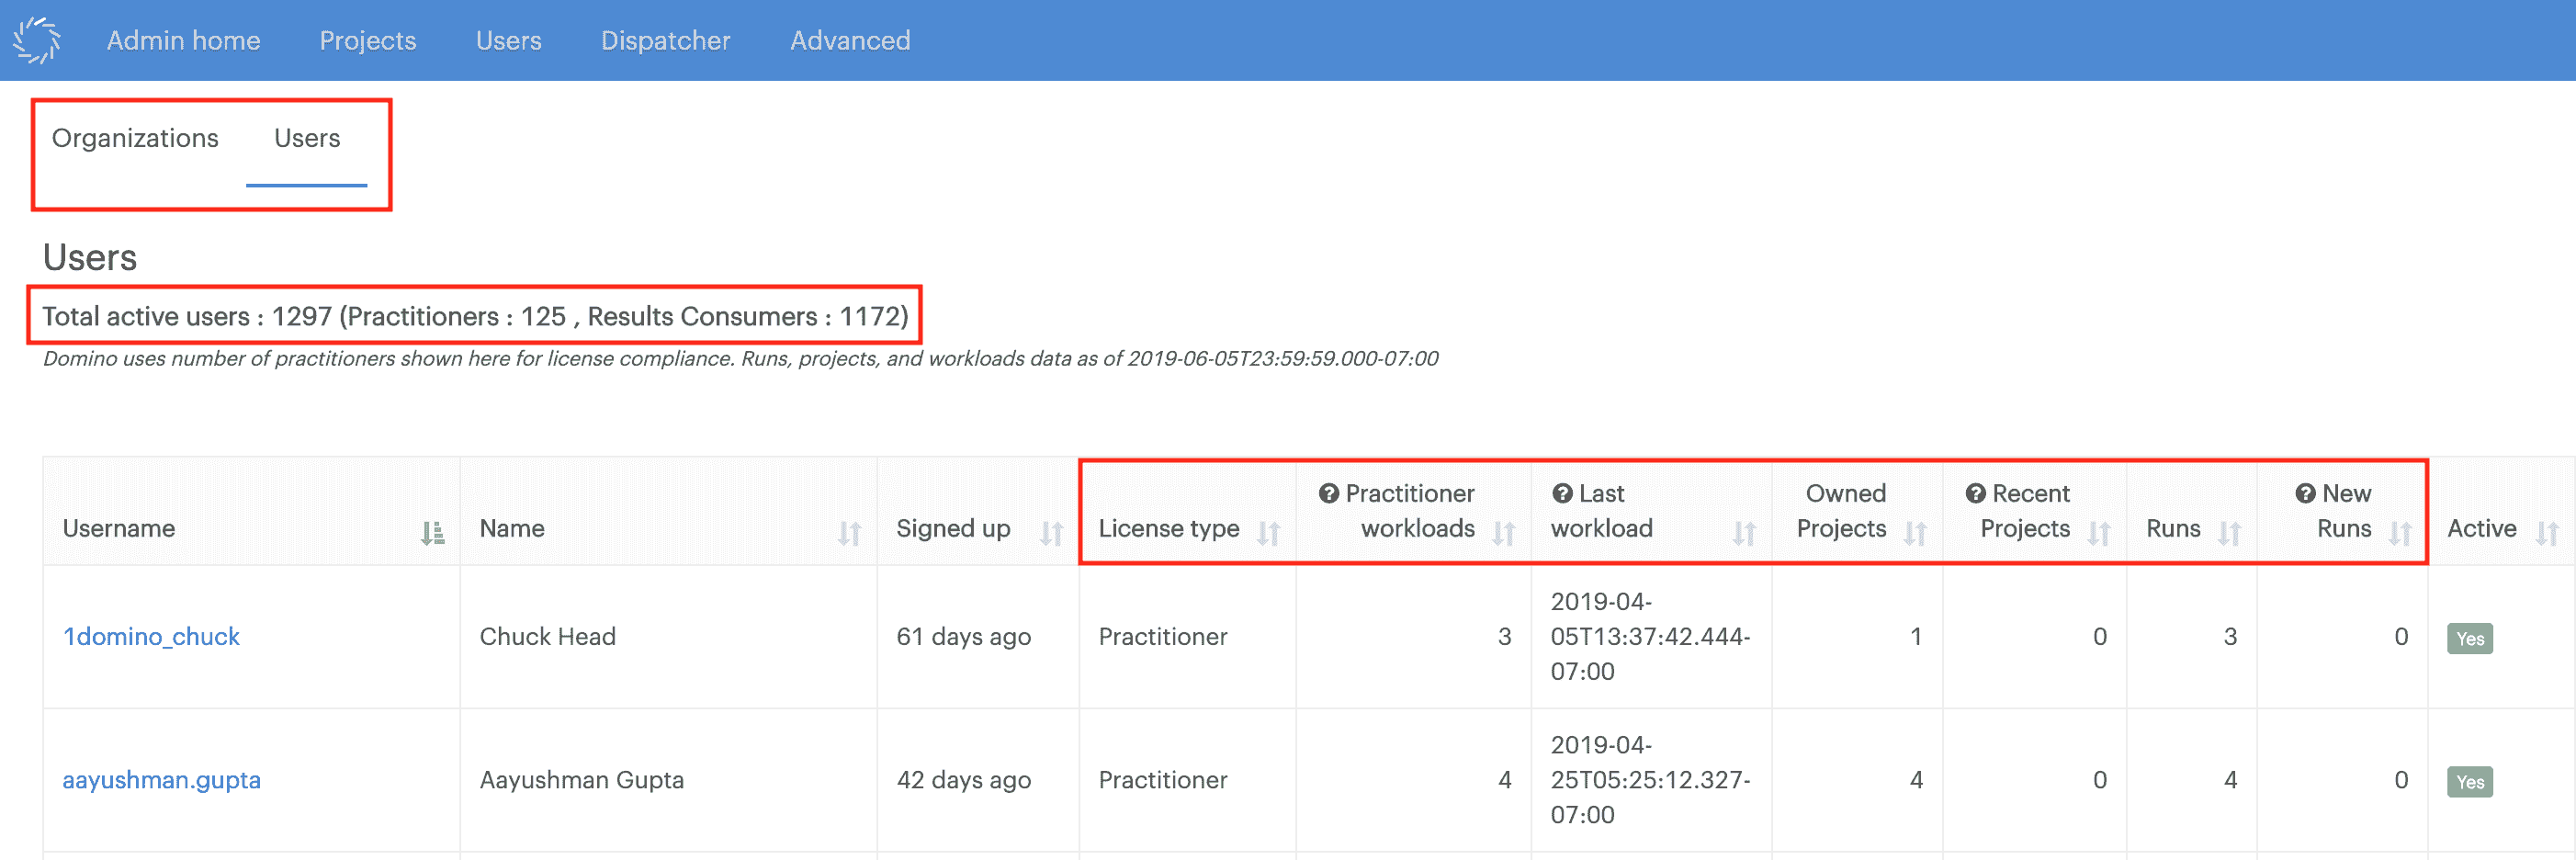 Admin home Projects Users Dispatcher Advanced
Organizations Users
Users
Total active users : 1297 (Practitioners : 125 , Results Consumers : 1172)
Domino uses number of practitioners shown here for license compliance. Runs, projects, and workloads data as of 2019-06-05T23:59:59.000-07:00
Username Name Signed up License type ? Practitioner workloads ? Last workload Owned Projects ? Recent Projects Runs ? New Runs Active
1domino_chuck Chuck Head 61 days ago Practitioner 3 2019-04-05T13:37:42.444-07:00 1 0 3 0 Yes
aayushman.gupta Aayushman Gupta 42 days ago Practitioner 4 2019-04-25T05:25:12.327-07:00 4 0 4 0 Yes